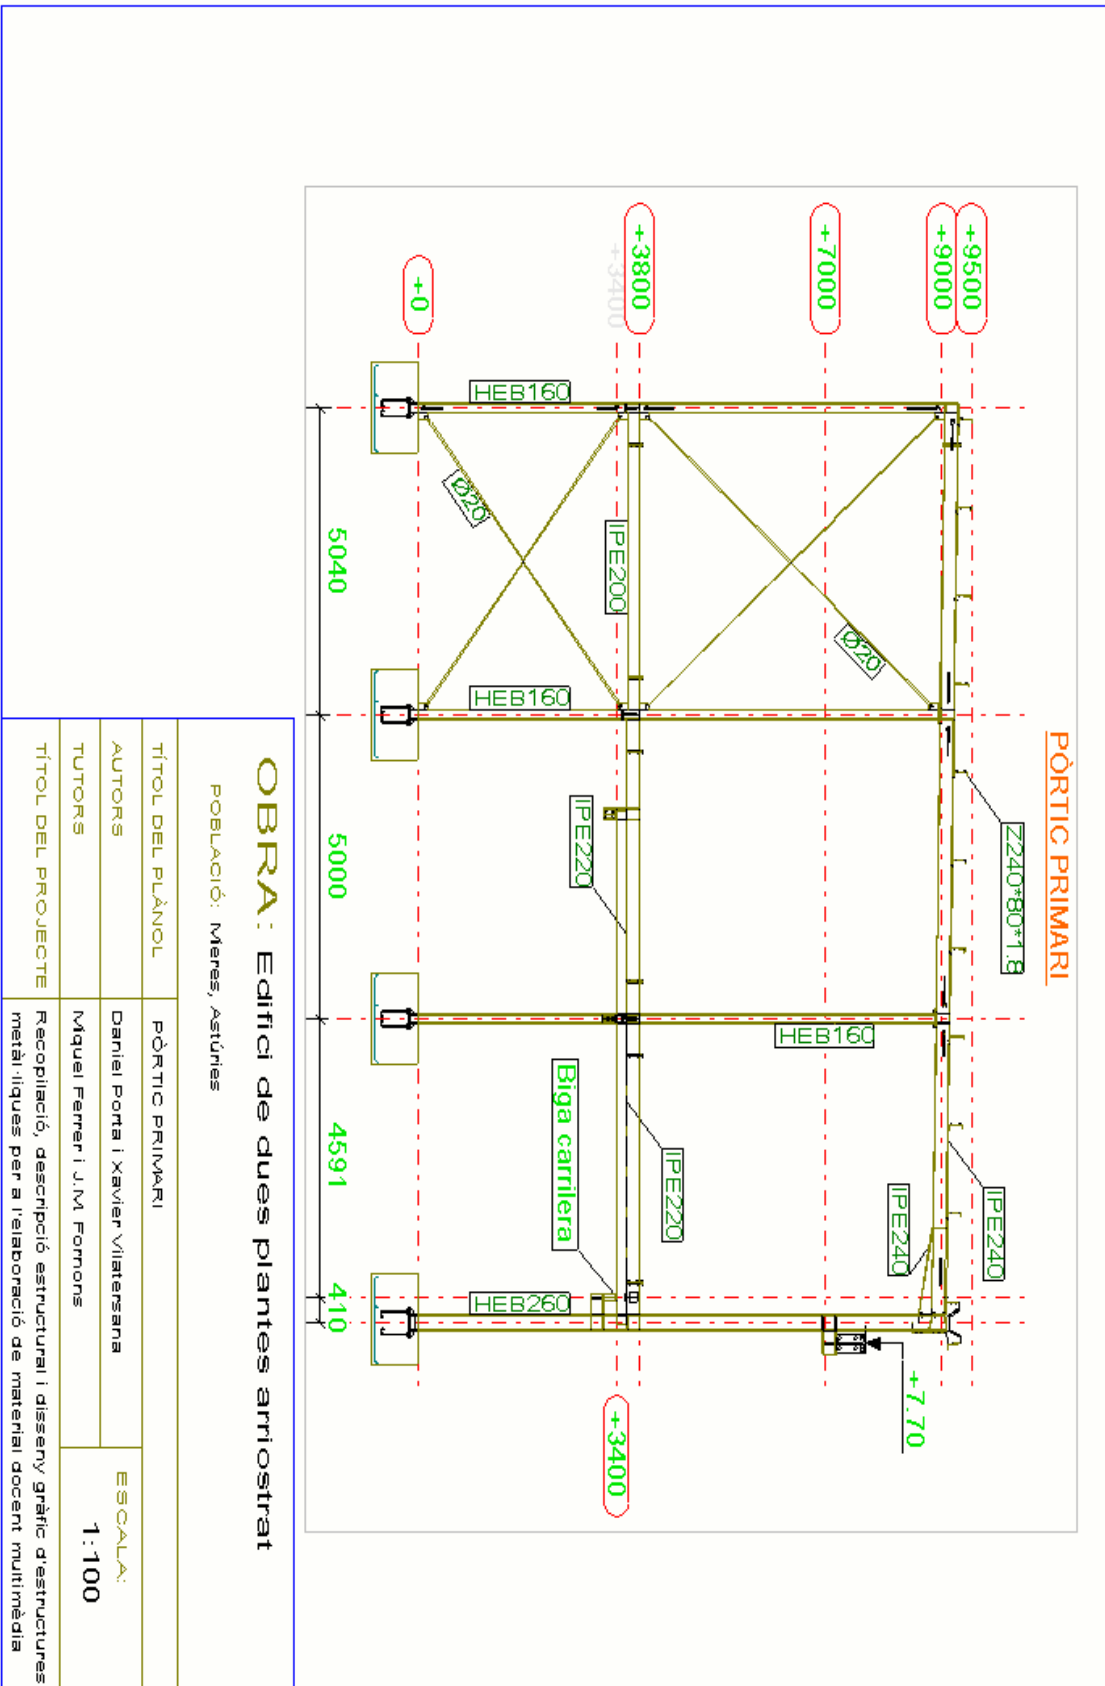 PÒRTIC PRIMARI
+9500
+9000
+7000
+3800
+3400
+0
Z240*80*1.8
IPE240
IPE240
+7.70
Ø20
HEB160
IPE200
IPE220
IPE220
Ø20
HEB160
HEB160
Biga carrilera
HEB260
+3400
5040
5000
4591
410
OBRA: Edifici de dues plantes arriostrat
POBLACIÓ: Mieres, Astúries
TÍTOL DEL PLÀNOL
PÒRTIC PRIMARI
AUTORS
Daniel Porta i Xavier Vilatersana
ESCALA:
1:100
TUTORS
Miquel Ferrer i J.M. Fornons
TÍTOL DEL PROJECTE
Recopilació, descripció estructural i disseny gràfic d'estructures
metàl·liques per a l'elaboració de material docent multimèdia